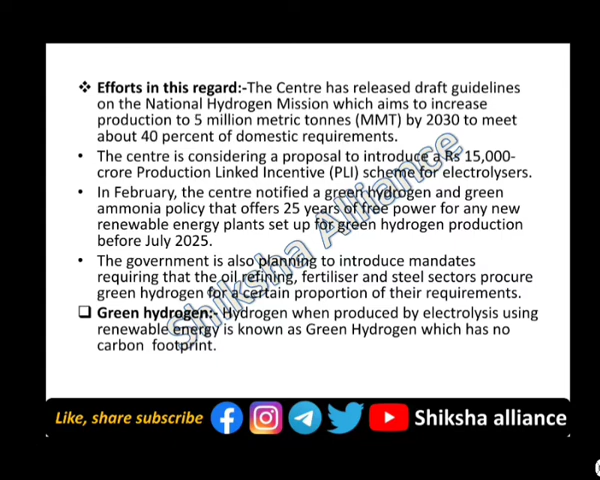 ❖ Efforts in this regard:-The Centre has released draft guidelines
on the National Hydrogen Mission which aims to increase
production to 5 million metric tonnes (MMT) by 2030 to meet
about 40 percent of domestic requirements.
• The centre is considering a proposal to introduce a Rs 15,000-
crore Production Linked Incentive (PLI) scheme for electrolysers.
• In February, the centre notified a green hydrogen and green
ammonia policy that offers 25 years of free power for any new
renewable energy plants set up for green hydrogen production
before July 2025.
• The government is also planning to introduce mandates
requiring that the oil refining, fertiliser and steel sectors procure
green hydrogen for a certain proportion of their requirements.
❑ Green hydrogen:- Hydrogen when produced by electrolysis using
renewable energy is known as Green Hydrogen which has no
carbon footprint.
Shiksha Alliance
Like, share subscribe Shiksha alliance